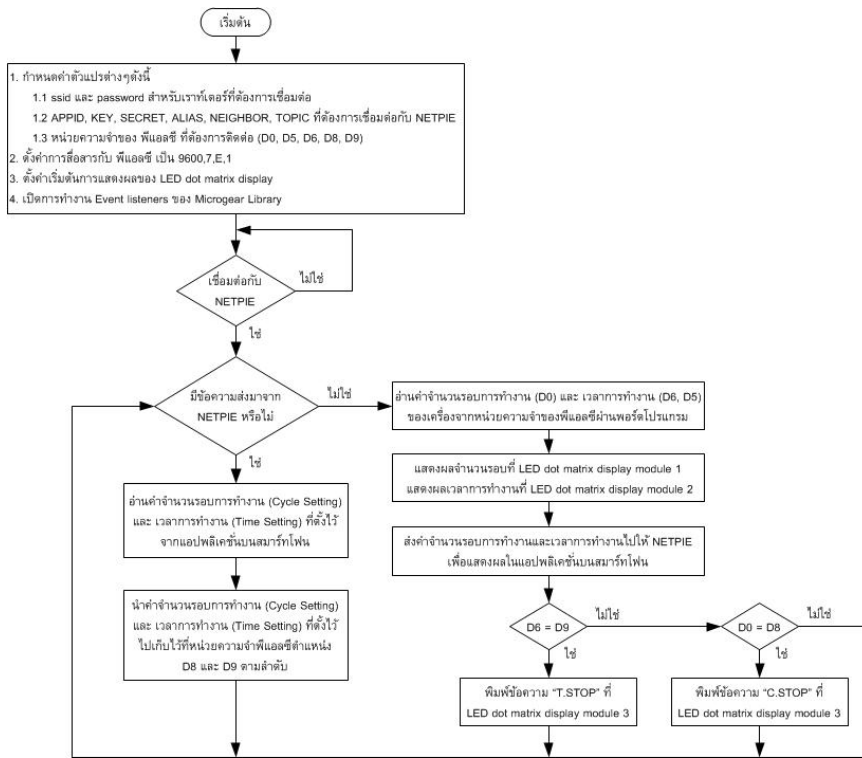 เริ่มต้น
1. กำหนดค่าตัวแปรต่างๆดังนี้
1.1 ssid และ password สำหรับเราท์เตอร์ที่ต้องการเชื่อมต่อ
1.2 APPID, KEY, SECRET, ALIAS, NEIGHBOR, TOPIC ที่ต้องการเชื่อมต่อกับ NETPIE
1.3 หน่วยความจำของ พีแอลซี ที่ต้องการติดต่อ (D0, D5, D6, D8, D9)
2. ตั้งค่าการสื่อสารกับ พีแอลซี เป็น 9600,7,E,1
3. ตั้งค่าเริ่มต้นการแสดงผลของ LED dot matrix display
4. เปิดการทำงาน Event listeners ของ Microgear Library
เชื่อมต่อกับ
NETPIE
ไม่ใช่
ใช่
มีข้อความส่งมาจาก
NETPIE หรือไม่
ไม่ใช่
ใช่
อ่านค่าจำนวนรอบการทำงาน (D0) และ เวลาการทำงาน (D6, D5)
ของเครื่องจากหน่วยความจำของพีแอลซีผ่านพอร์ตโปรแกรม
แสดงผลจำนวนรอบที่ LED dot matrix display module 1
แสดงผลเวลาการทำงานที่ LED dot matrix display module 2
อ่านค่าจำนวนรอบการทำงาน (Cycle Setting)
และ เวลาการทำงาน (Time Setting) ที่ตั้งไว้
จากแอปพลิเคชั่นบนสมาร์ทโฟน
ส่งค่าจำนวนรอบการทำงานและเวลาการทำงานไปให้ NETPIE
เพื่อแสดงผลในแอปพลิเคชั่นบนสมาร์ทโฟน
นำค่าจำนวนรอบการทำงาน (Cycle Setting)
และ เวลาการทำงาน (Time Setting) ที่ตั้งไว้
ไปเก็บไว้ที่หน่วยความจำพีแอลซีตำแหน่ง
D8 และ D9 ตามลำดับ
D6 = D9
ไม่ใช่
ใช่
D0 = D8
ไม่ใช่
ใช่
พิมพ์ข้อความ “T.STOP” ที่
LED dot matrix display module 3
พิมพ์ข้อความ “C.STOP” ที่
LED dot matrix display module 3